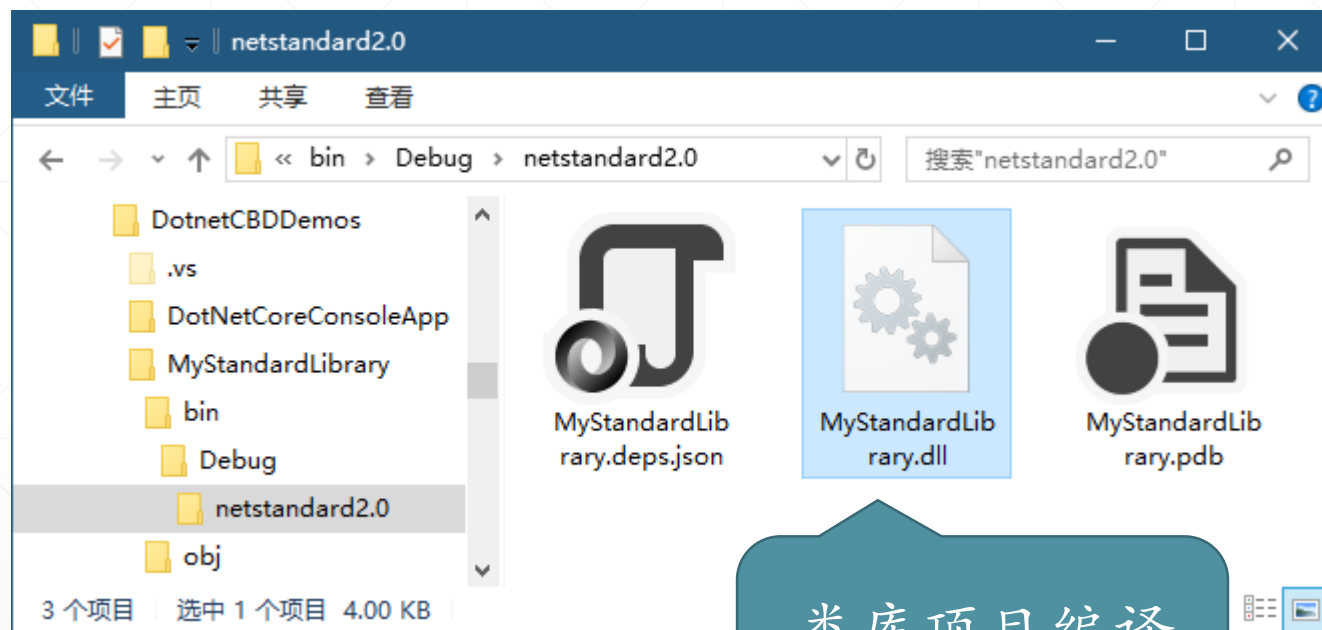 netstandard2.0
文件 主页 共享 查看
« bin › Debug › netstandard2.0
搜索"netstandard2.0"
DotnetCBDDemos
.vs
DotNetCoreConsoleApp
MyStandardLibrary
bin
Debug
netstandard2.0
obj
MyStandardLib
rary.deps.json
MyStandardLib
rary.dll
MyStandardLib
rary.pdb
类库项目编译
3 个项目 选中 1 个项目 4.00 KB